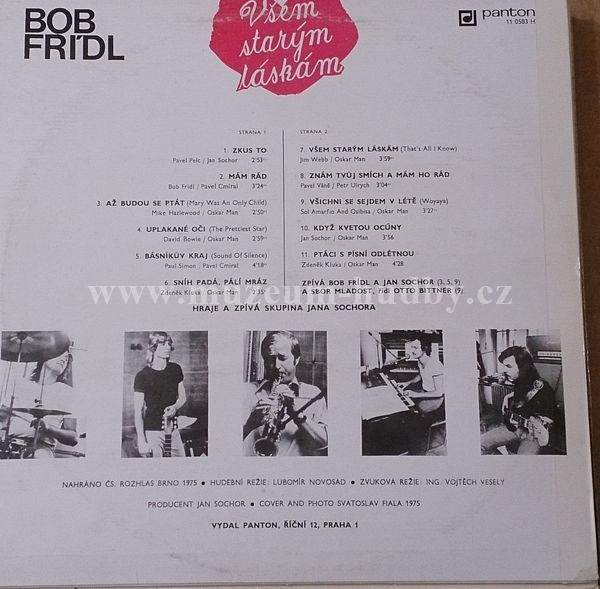 BOB
FRÍDL
Všem
starým
láskám
panton
11 0583 H
STRANA 1
1. ZKUS TO
Pavel Pelc / Jan Sochor 2'53"
2. MÁM RÁD
Bob Frídl / Pavel Cmíral 3'24"
3. AŽ BUDOU SE PTÁT (Mary Was An Only Child)
Mike Hazlewood / Oskar Man 2'50"
4. UPLAKANÉ OČI (The Prettiest Star)
David Bowie / Oskar Man 2'59"
5. BÁSNÍKŮV KRAJ (Sound Of Silence)
Paul Simon / Pavel Cmíral 4'18"
6. SNÍH PADÁ, PÁLÍ MRÁZ
Zdeněk Kluka / Oskar Man 2'35"
STRANA 2
7. VŠEM STARÝM LÁSKÁM (That's All I Know)
Jim Webb / Oskar Man 3'59"
8. ZNÁM TVŮJ SMÍCH A MÁM HO RÁD
Pavel Váně / Petr Ulrych 3'04"
9. VŠICHNI SE SEJDEM V LÉTĚ (Woyaya)
Sol Amarfio And Osibisa / Oskar Man 3'27"
10. KDYŽ KVETOU OCÚNY
Jan Sochor / Oskar Man 3'56
11. PTÁCI S PÍSNÍ ODLÉTNOU
Zdeněk Kluka / Oskar Man 4'28
ZPÍVÁ BOB FRÍDL A JAN SOCHOR (3, 5, 9)
A SBOR MLADOST, řídí OTTO BITTNER (9)
www.muzeum-hudby.cz
HRAJE A ZPÍVÁ SKUPINA JANA SOCHORA
NAHRÁNO ČS. ROZHLAS BRNO 1975 • HUDEBNÍ REŽIE: LUBOMÍR NOVOSAD • ZVUKOVÁ REŽIE: ING. VOJTĚCH VESELÝ
PRODUCENT JAN SOCHOR • COVER AND PHOTO SVATOSLAV FIALA 1975
VYDAL PANTON, ŘÍČNÍ 12, PRAHA 1